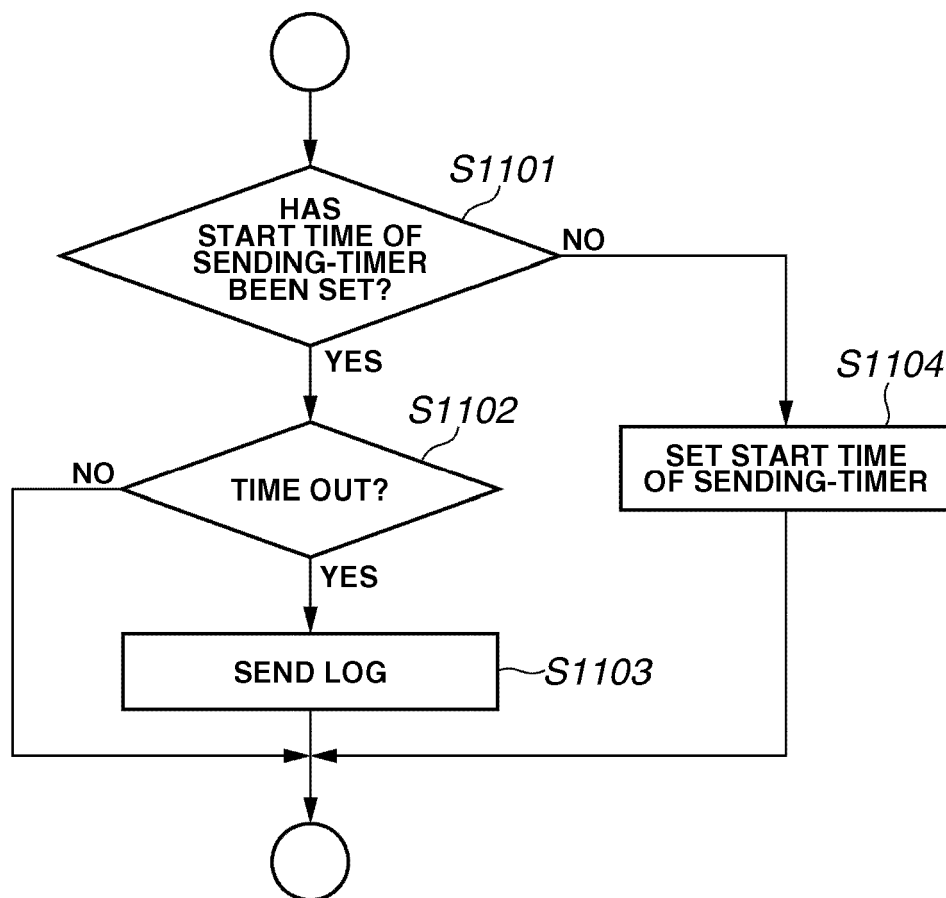 S1101
HAS
START TIME OF
SENDING-TIMER
BEEN SET?
NO
YES
S1104
SET START TIME
OF SENDING-TIMER
S1102
NO
TIME OUT?
YES
SEND LOG
S1103